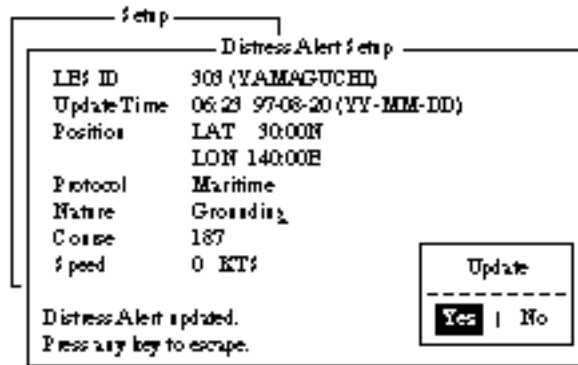 Setup
Distress Alert Setup
LES ID 303 (YAMAGUCHI)
Update Time 06:23 97-08-20 (YY-MM-DD)
Position LAT 30:00N
LON 140:00E
Protocol Maritime
Nature Grounding
Course 187
Speed 0 KTS
Update
Yes | No
Distress Alert updated.
Press any key to escape.